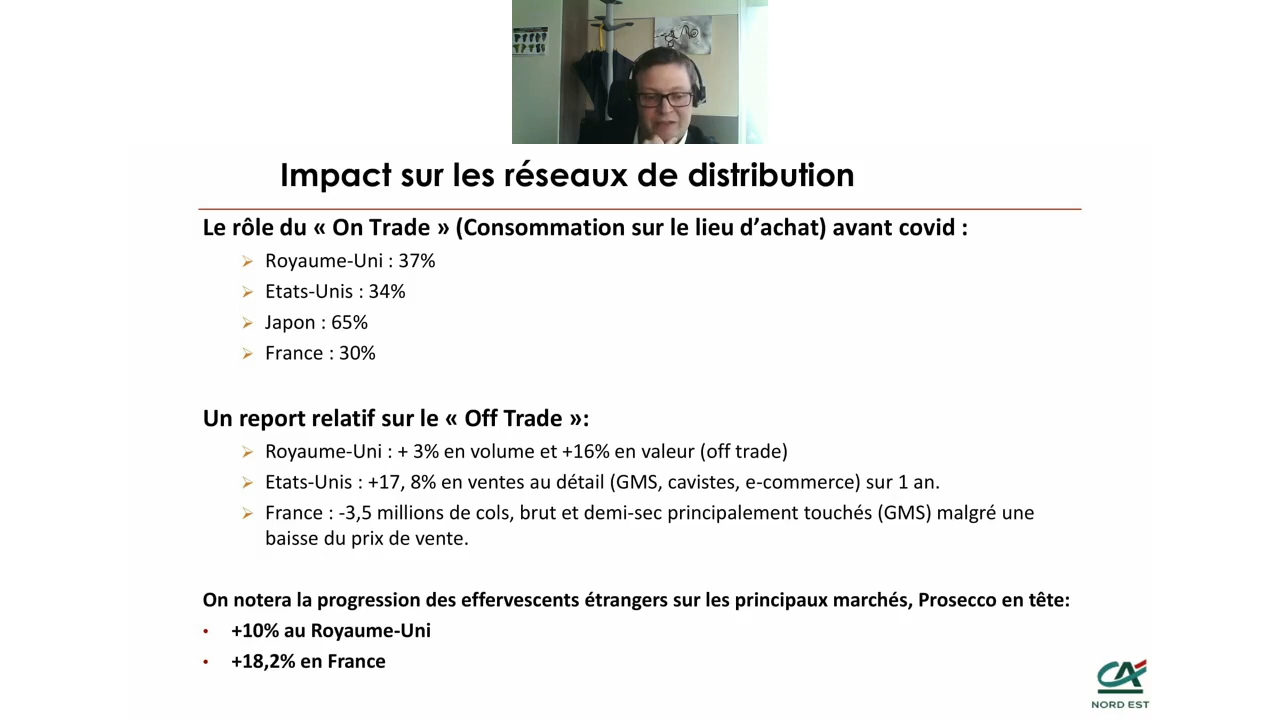 Impact sur les réseaux de distribution
Le rôle du « On Trade » (Consommation sur le lieu d’achat) avant covid :
Royaume-Uni : 37%
Etats-Unis : 34%
Japon : 65%
France : 30%
Un report relatif sur le « Off Trade »:
Royaume-Uni : + 3% en volume et +16% en valeur (off trade)
Etats-Unis : +17, 8% en ventes au détail (GMS, cavistes, e-commerce) sur 1 an.
France : -3,5 millions de cols, brut et demi-sec principalement touchés (GMS) malgré une
baisse du prix de vente.
On notera la progression des effervescents étrangers sur les principaux marchés, Prosecco en tête:
• +10% au Royaume-Uni
• +18,2% en France
CA
NORD EST